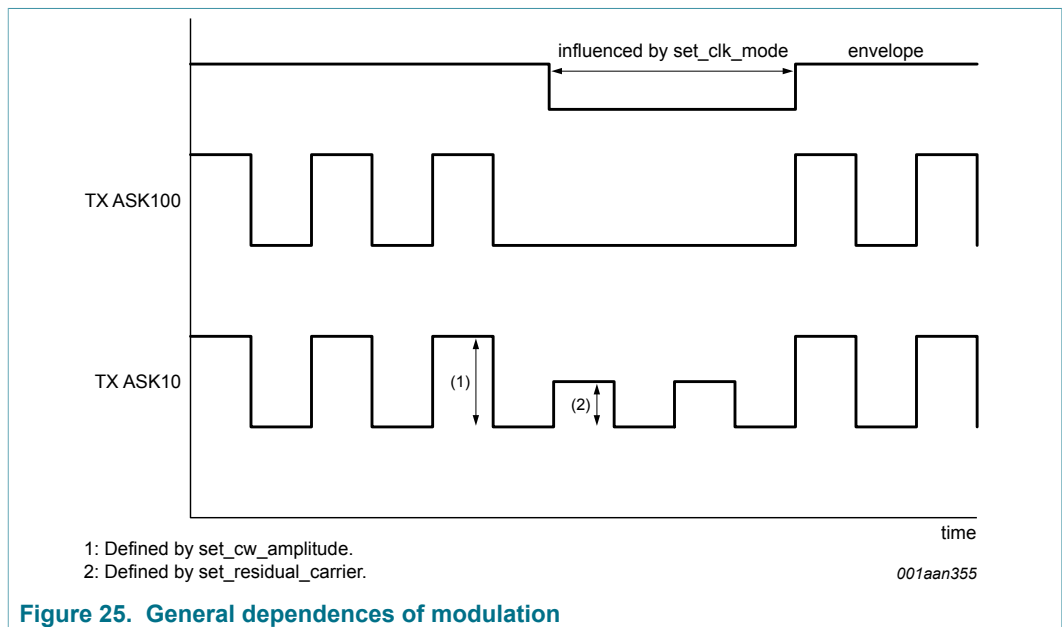 influenced by set_clk_mode
envelope
TX ASK100
TX ASK10
(1)
(2)
time
1: Defined by set_cw_amplitude.
2: Defined by set_residual_carrier.
001aan355
Figure 25. General dependences of modulation